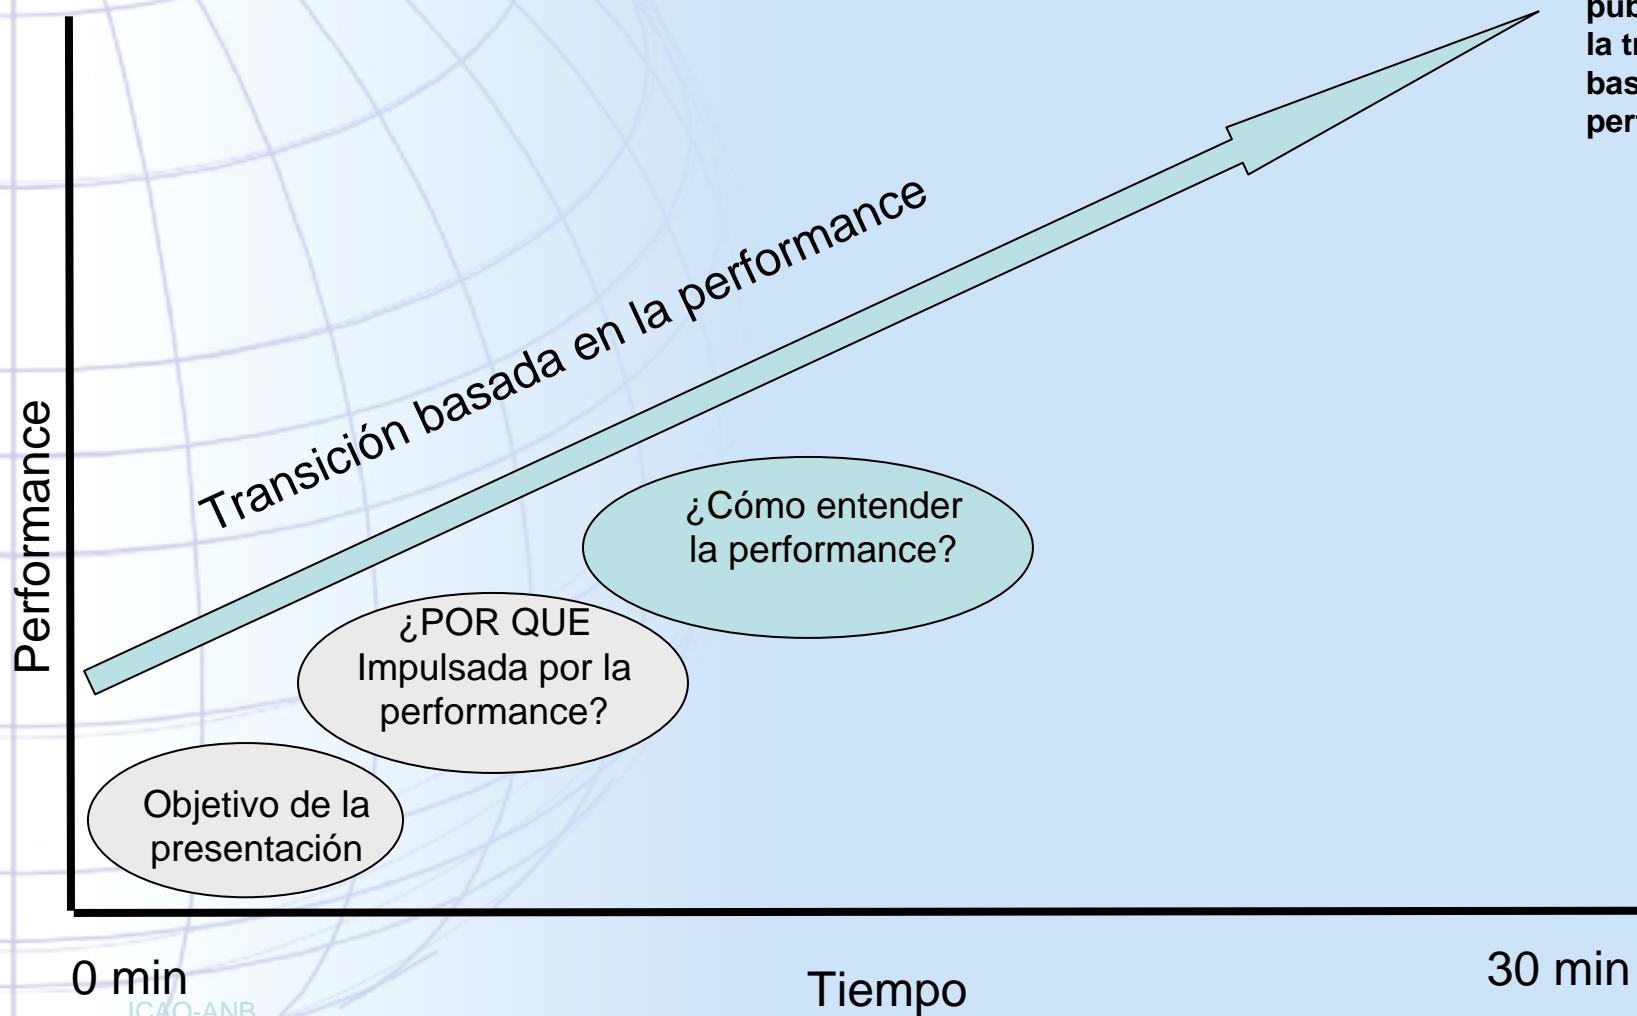 la
Transición basada en la performance
Performance
¿Cómo entender
la performance?
¿POR QUE
Impulsada por la
performance?
Objetivo de la
presentación
0 min
Tiempo
30 min
ICAO-ANB